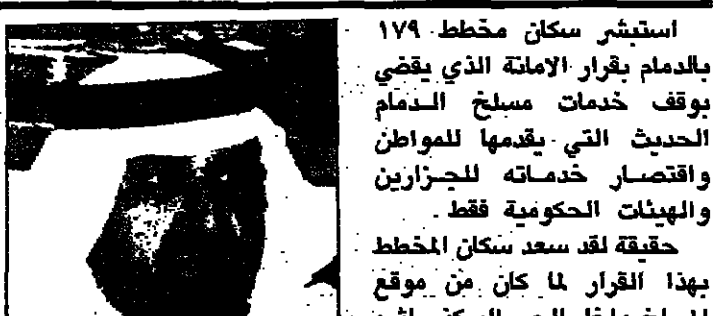 استبشر سكان مخطط ١٧٩
بالدمام بقرار الامانة الذي يقضي
بوقف خدمات مسلخ الدمام
الحديث التي يقدمها للمواطن
واقتصار خدماته للجزارين
والهيئات الحكومية فقط .
حقيقة لقد سعد سكان المخطط
بهذا القرار لما كان من موقع